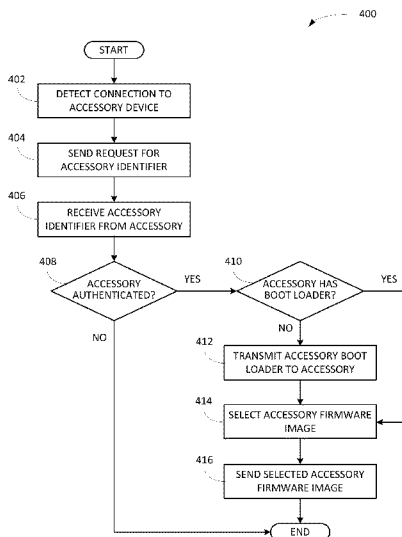 400
START
402
DETECT CONNECTION TO
ACCESSORY DEVICE
404
SEND REQUEST FOR
ACCESSORY IDENTIFIER
406
RECEIVE ACCESSORY
IDENTIFIER FROM ACCESSORY
408
ACCESSORY
AUTHENTICATED?
YES
NO
410
ACCESSORY HAS
BOOT LOADER?
YES
NO
412
TRANSMIT ACCESSORY BOOT
LOADER TO ACCESSORY
414
SELECT ACCESSORY FIRMWARE
IMAGE
416
SEND SELECTED ACCESSORY
FIRMWARE IMAGE
END